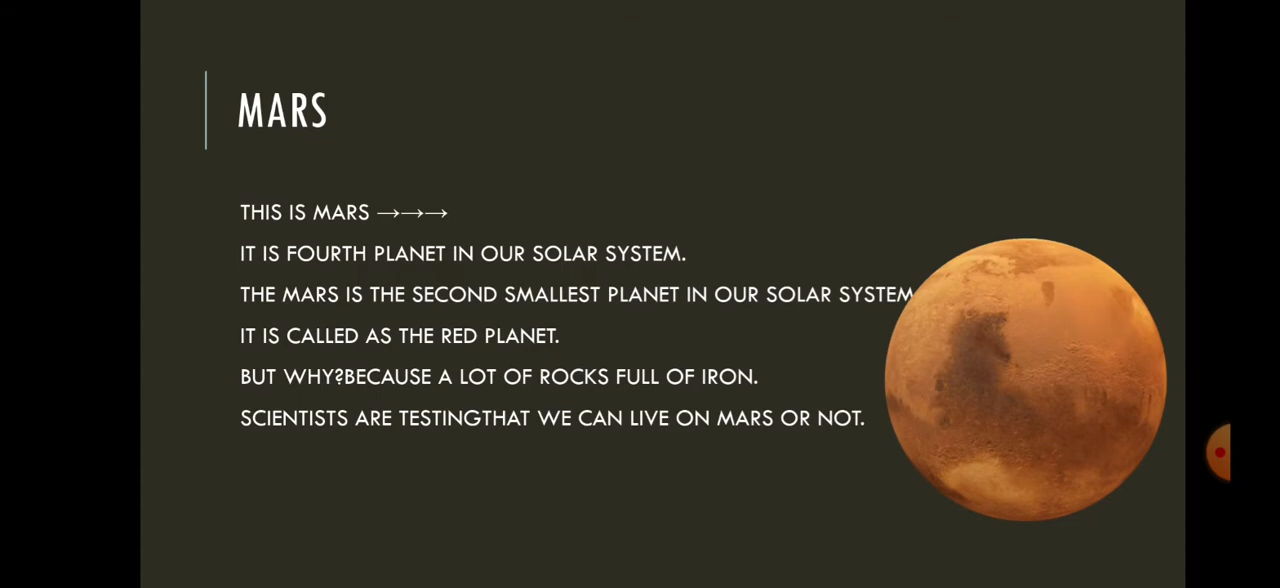 MARS
THIS IS MARS →→→
IT IS FOURTH PLANET IN OUR SOLAR SYSTEM.
THE MARS IS THE SECOND SMALLEST PLANET IN OUR SOLAR SYSTEM
IT IS CALLED AS THE RED PLANET.
BUT WHY?BECAUSE A LOT OF ROCKS FULL OF IRON.
SCIENTISTS ARE TESTINGTHAT WE CAN LIVE ON MARS OR NOT.